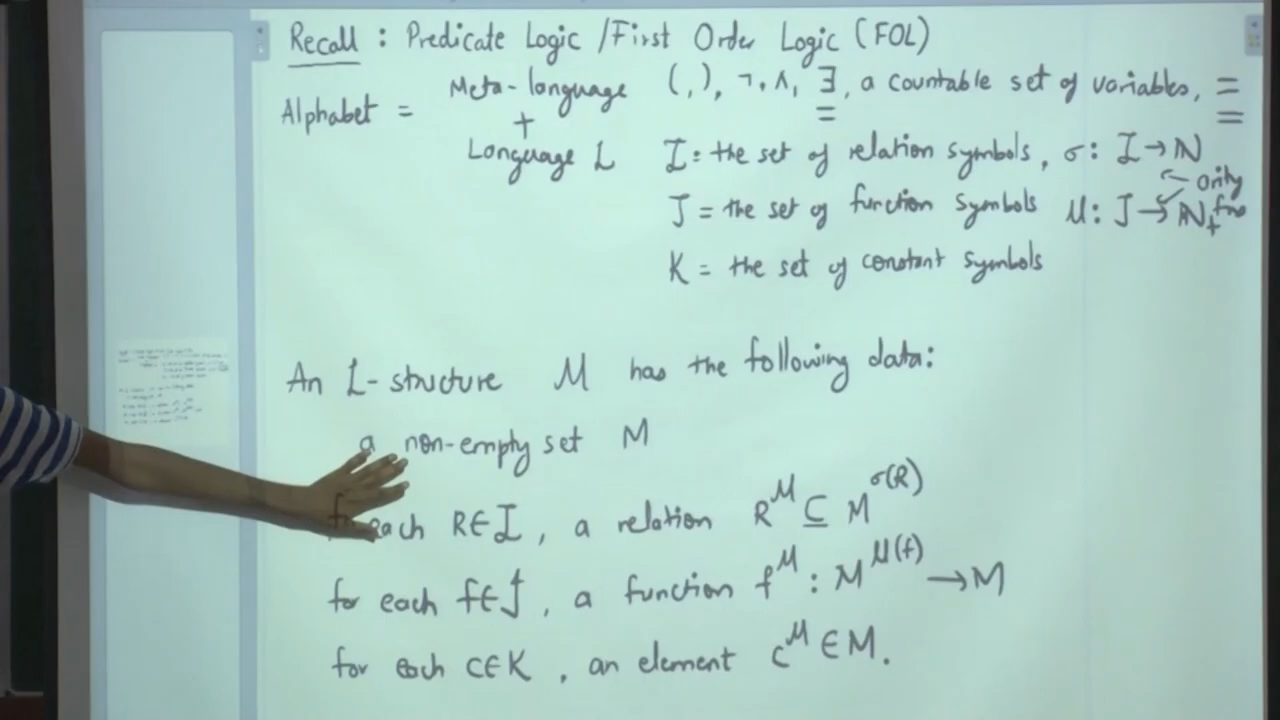 Recall : Predicate Logic / First Order Logic (FOL)
Alphabet = Meta-language (,), ¬, ∧, ∃, a countable set of variables, =
+
Language L I = the set of relation symbols, σ: I → N
arity
J = the set of function symbols μ: J → N₊
K = the set of constant symbols
An L-structure M has the following data:
a non-empty set M
for each R∈I, a relation R^M ⊆ M^σ(R)
for each f∈J, a function f^M : M^μ(f) → M
for each c∈K, an element c^M ∈ M.